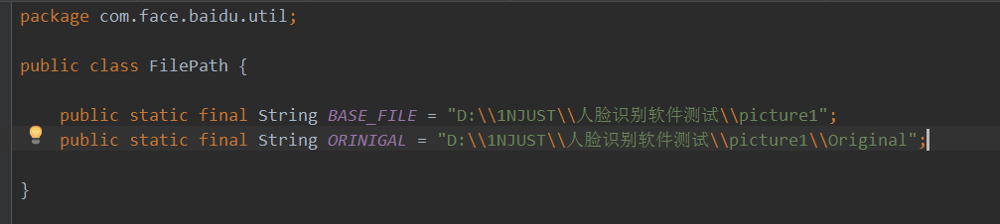 package com.face.baidu.util;
public class FilePath {
public static final String BASE_FILE = "D:\\1NJUST\\人脸识别软件测试\\picture1";
public static final String ORINIGAL = "D:\\1NJUST\\人脸识别软件测试\\picture1\\Original";
}